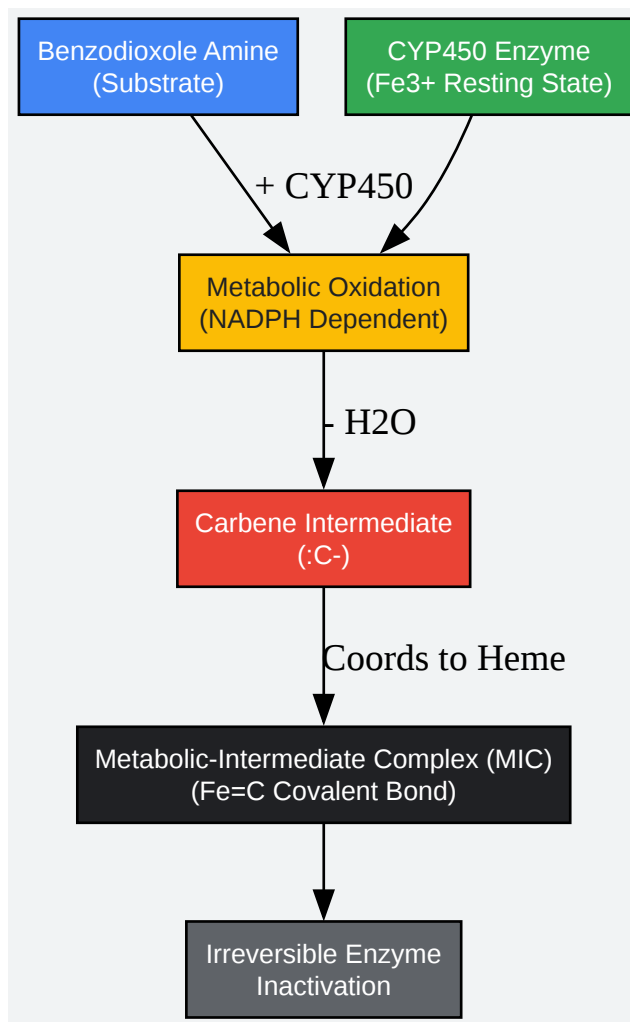 Benzodioxole Amine
(Substrate)
CYP450 Enzyme
(Fe3+ Resting State)
+ CYP450
Metabolic Oxidation
(NADPH Dependent)
- H2O
Carbene Intermediate
(:C-)
Coords to Heme
Metabolic-Intermediate Complex (MIC)
(Fe=C Covalent Bond)
Irreversible Enzyme
Inactivation